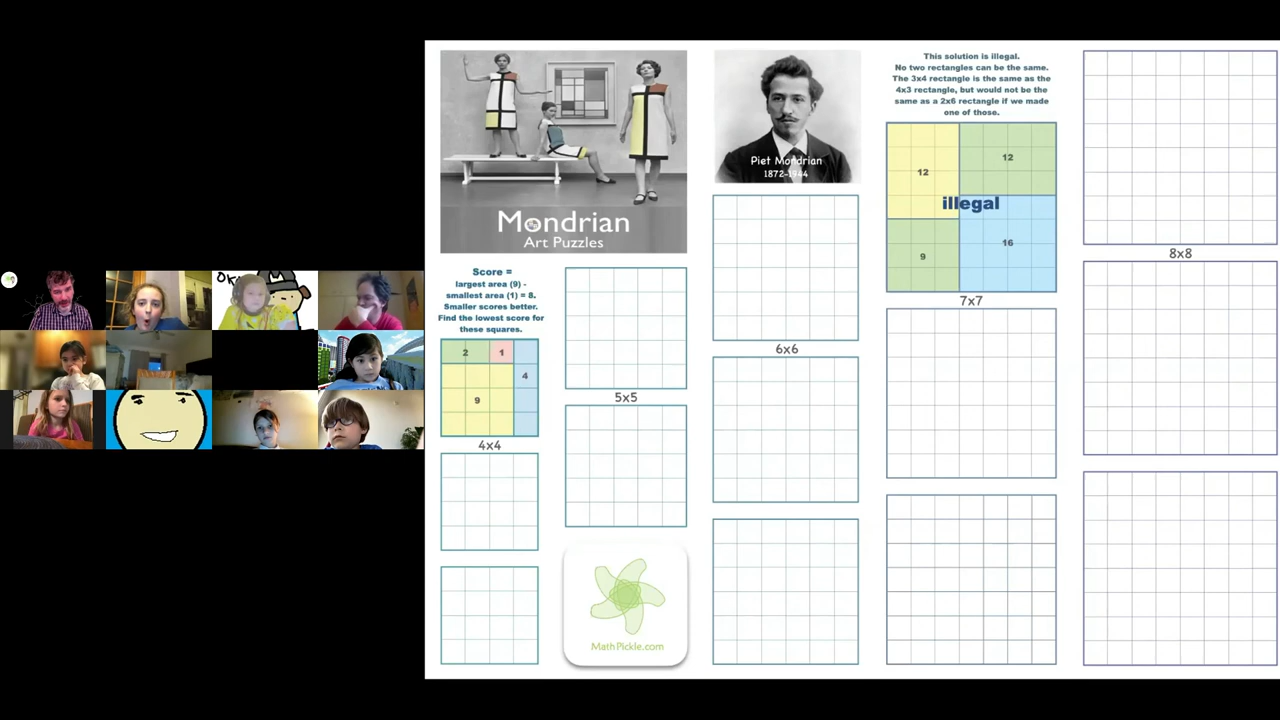 OK
Mondrian
Art Puzzles
Score =
largest area (9) -
smallest area (1) = 8.
Smaller scores better.
Find the lowest score for
these squares.
2
1
4
9
4x4
5x5
MathPickle.com
Piet Mondrian
1872-1944
6x6
This solution is illegal.
No two rectangles can be the same.
The 3x4 rectangle is the same as the
4x3 rectangle, but would not be the
same as a 2x6 rectangle if we made
one of those.
12
12
illegal
9
16
7x7
8x8